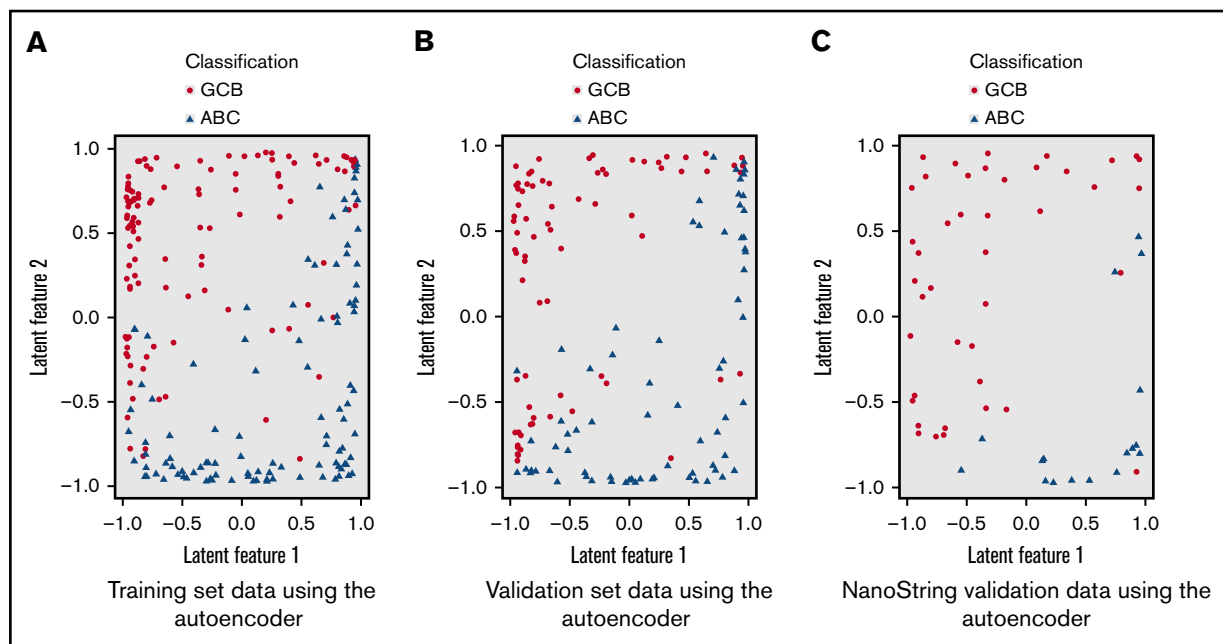 A
Classification
GCB
ABC
1.0
0.5
0.0
−0.5
−1.0
Latent feature 2
−1.0 −0.5 0.0 0.5 1.0
Latent feature 1
Training set data using the
autoencoder
B
Classification
GCB
ABC
1.0
0.5
0.0
−0.5
−1.0
Latent feature 2
−1.0 −0.5 0.0 0.5 1.0
Latent feature 1
Validation set data using the
autoencoder
C
Classification
GCB
ABC
1.0
0.5
0.0
−0.5
−1.0
Latent feature 2
−1.0 −0.5 0.0 0.5 1.0
Latent feature 1
NanoString validation data using the
autoencoder